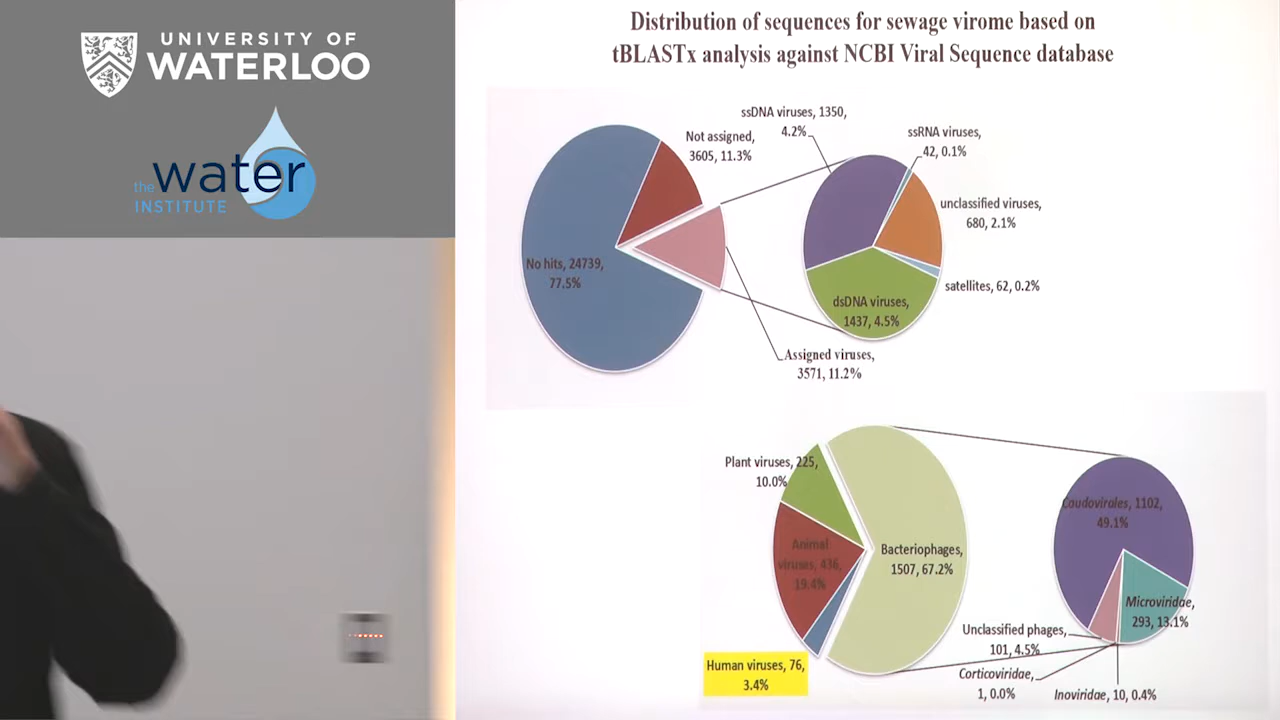 UNIVERSITY OF
WATERLOO
the water
INSTITUTE
Distribution of sequences for sewage virome based on
tBLASTx analysis against NCBI Viral Sequence database
ssDNA viruses, 1350,
4.2%
Not assigned,
3605, 11.3%
ssRNA viruses,
42, 0.1%
unclassified viruses,
680, 2.1%
No hits, 24739,
77.5%
satellites, 62, 0.2%
dsDNA viruses,
1437, 4.5%
Assigned viruses,
3571, 11.2%
Plant viruses, 225,
10.0%
Caudovirales, 1102,
49.1%
Animal
viruses, 436,
19.4%
Bacteriophages,
1507, 67.2%
Microviridae,
293, 13.1%
Unclassified phages,
101, 4.5%
Human viruses, 76,
3.4%
Corticoviridae,
1, 0.0%
Inoviridae, 10, 0.4%